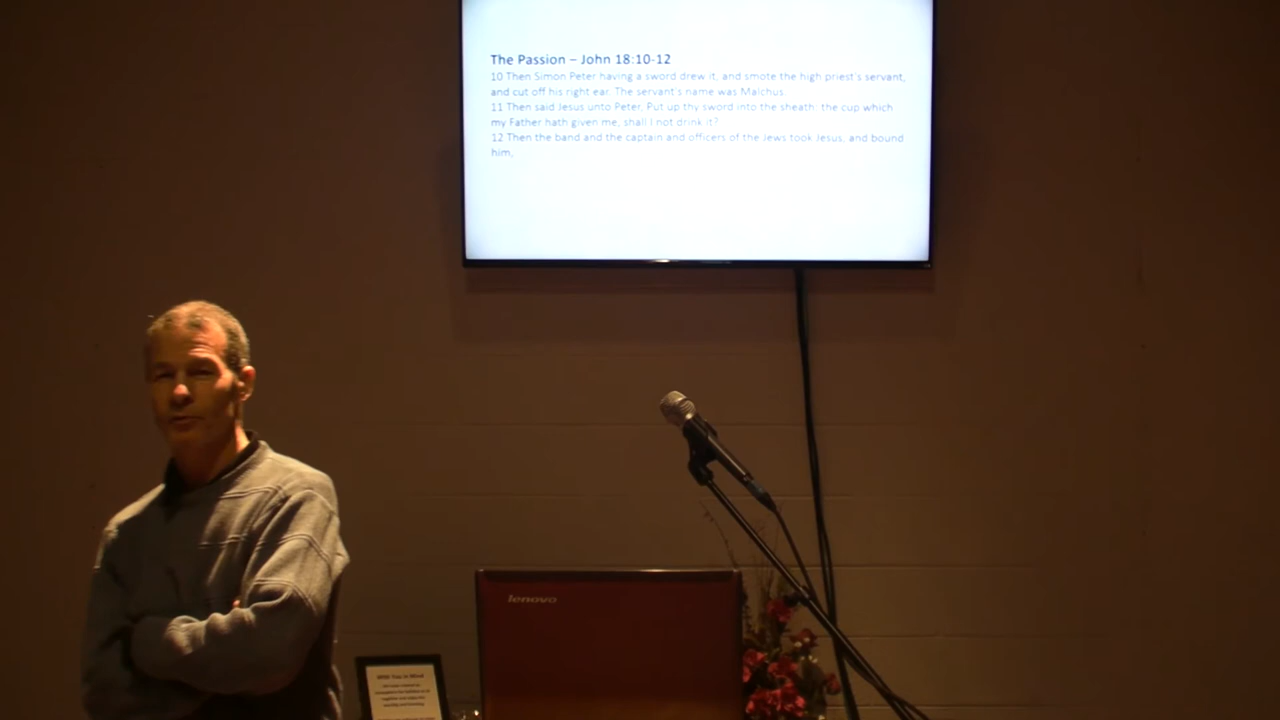 The Passion – John 18:10-12
10 Then Simon Peter having a sword drew it, and smote the high priest's servant,
and cut off his right ear. The servant's name was Malchus.
11 Then said Jesus unto Peter, Put up thy sword into the sheath: the cup which
my Father hath given me, shall I not drink it?
12 Then the band and the captain and officers of the Jews took Jesus, and bound
him,
lenovo